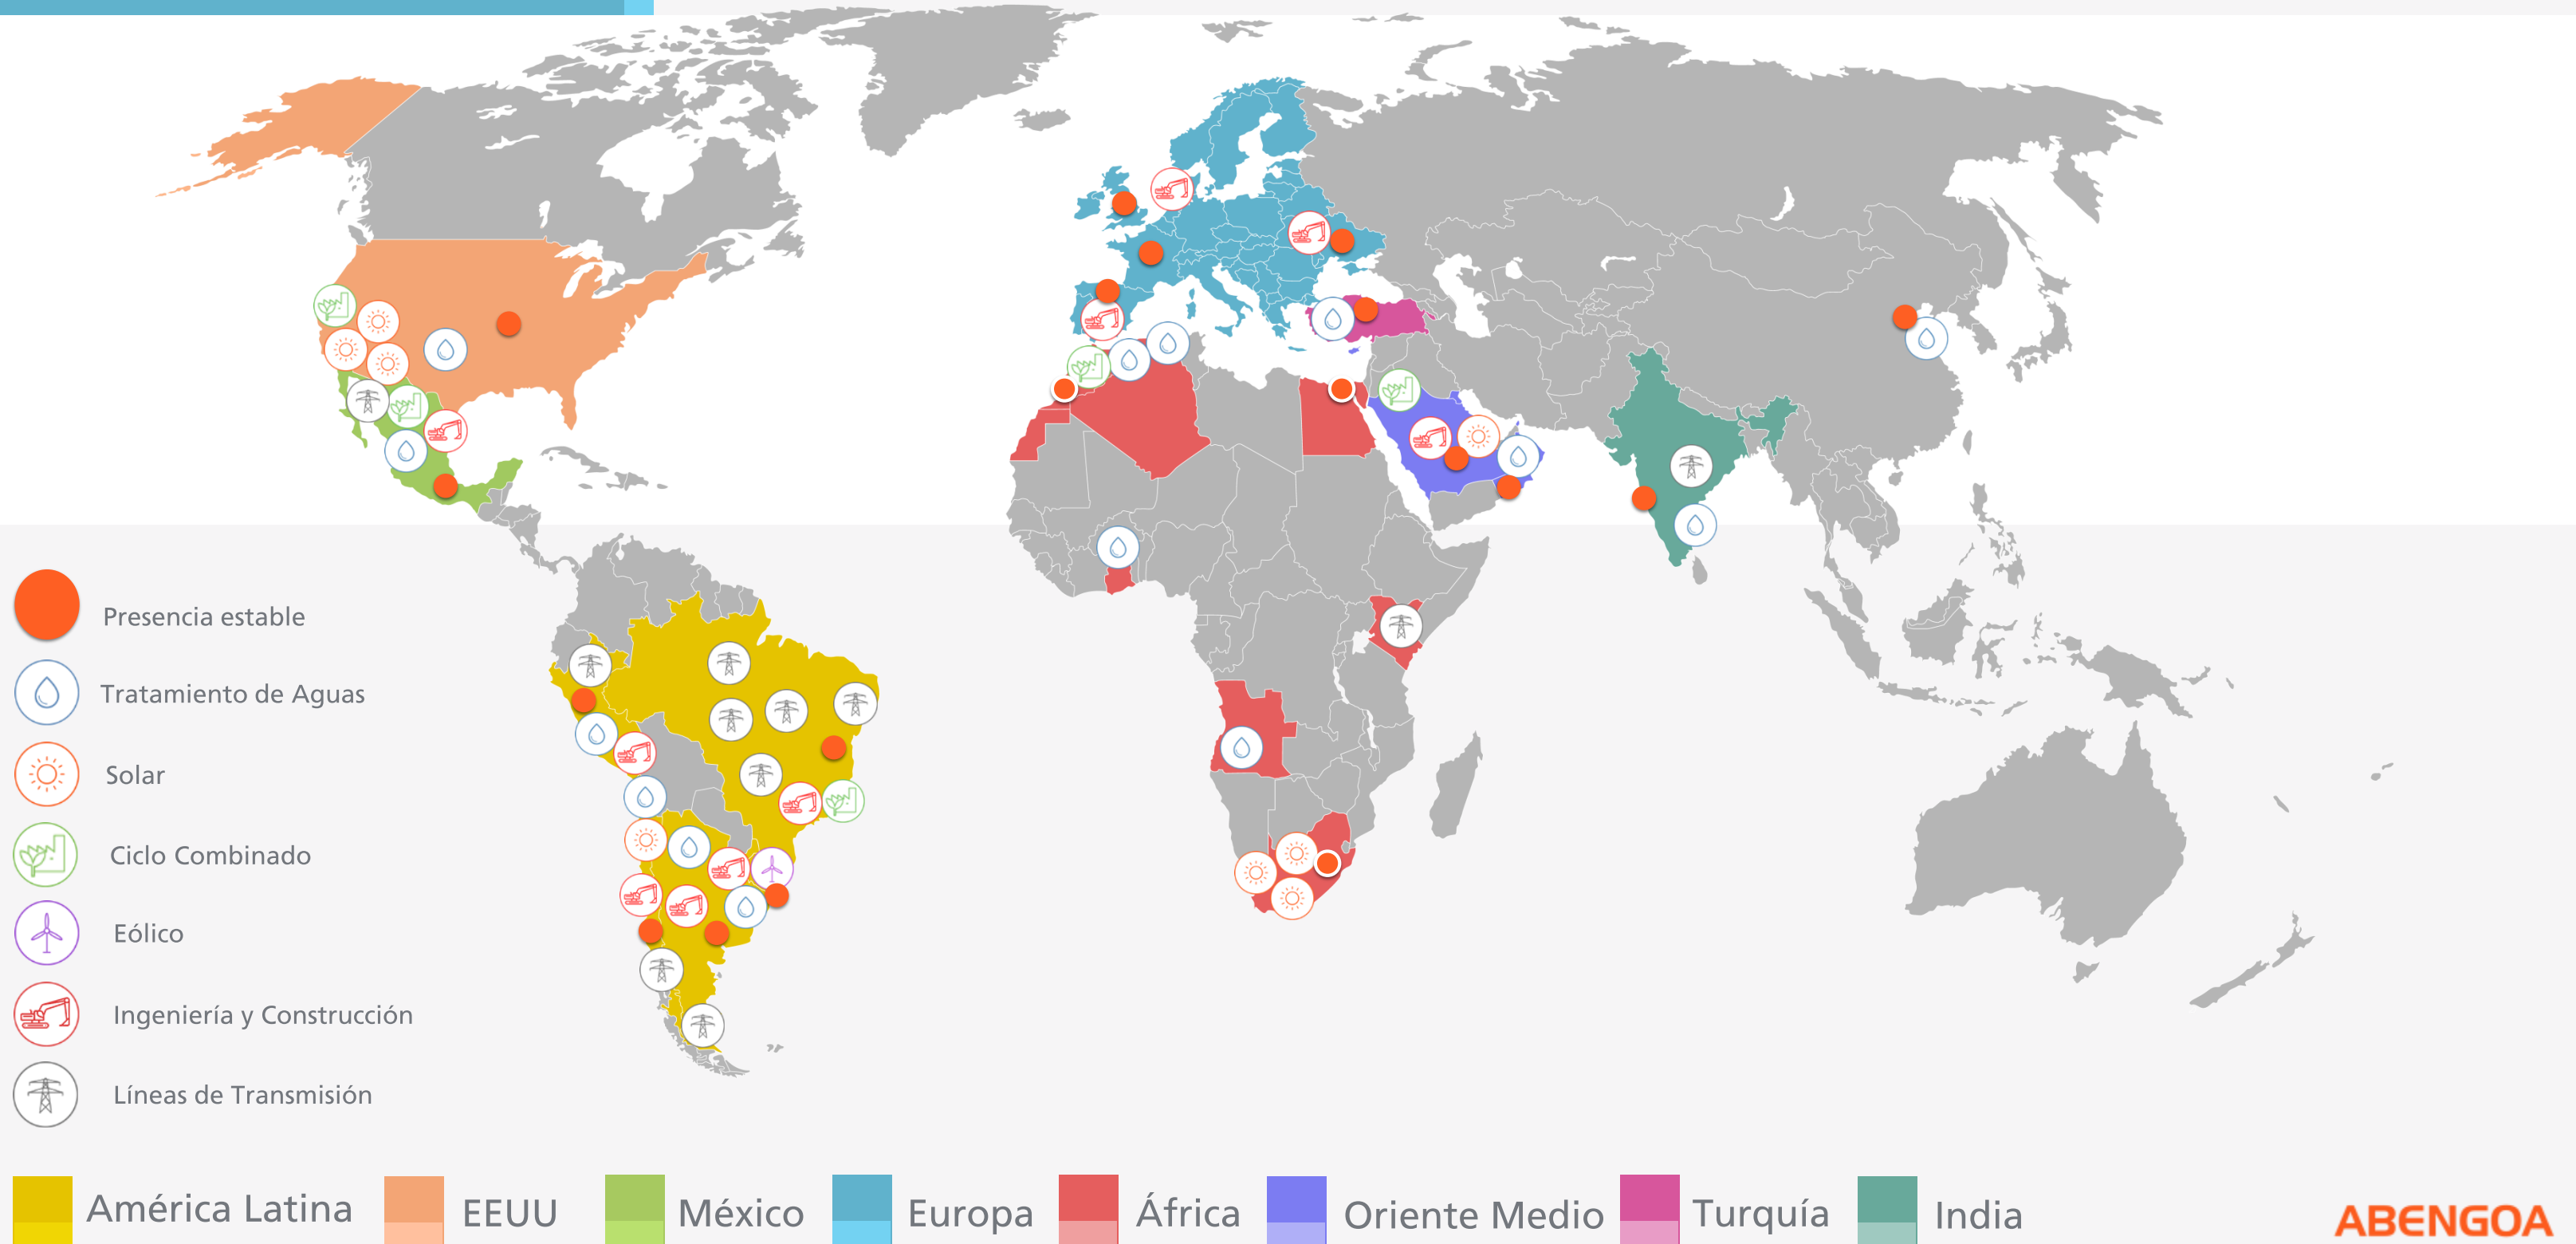 Presencia estable
Tratamiento de Aguas
Solar
Ciclo Combinado
Eólico
Ingeniería y Construcción
Líneas de Transmisión
América Latina
EEUU
México
Europa
África
Oriente Medio
Turquía
India
ABENGOA